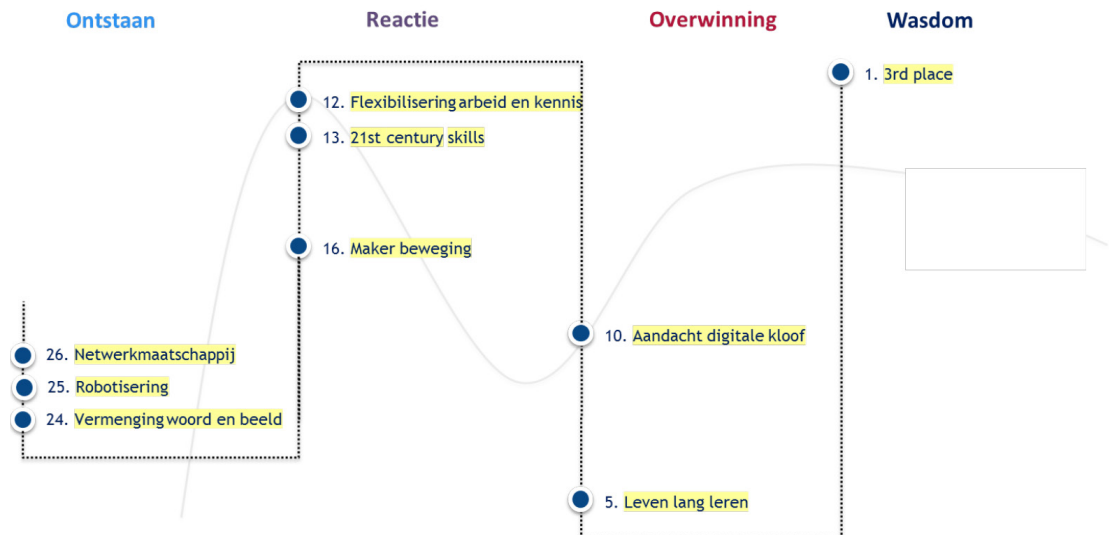 Ontstaan
Reactie
Overwinning
Wasdom
1. 3rd place
12. Flexibilisering arbeid en kennis
13. 21st century skills
16. Maker beweging
10. Aandacht digitale kloof
26. Netwerkmaatschappij
25. Robotisering
24. Vermenging woord en beeld
5. Leven lang leren